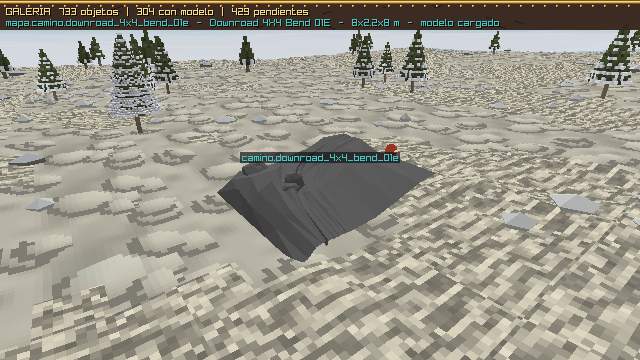 GALERIA 733 objetos | 304 con modelo | 429 pendientes
mapa.camino.downroad_4x4_bend_01e - Downroad 4X4 Bend 01E - 8x2.2x8 m - modelo cargado
camino.downroad_4x4_bend_01e